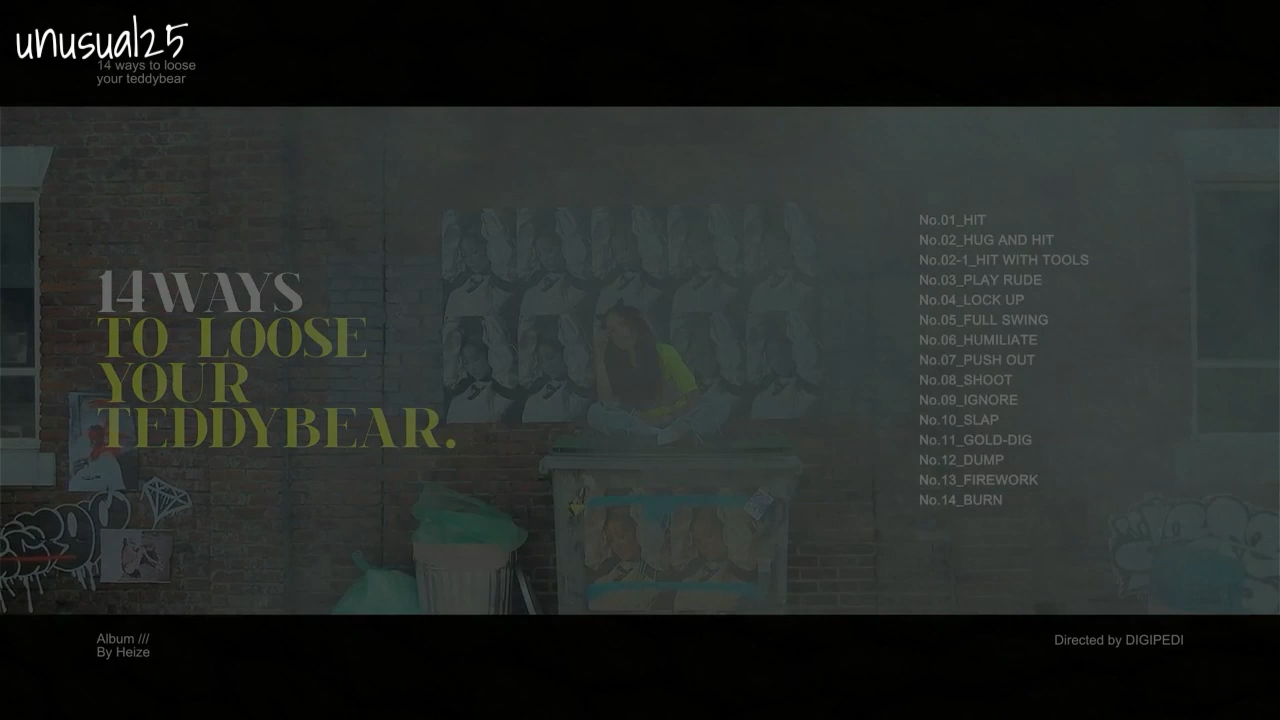 unusual25
14 ways to loose
your teddybear
14 WAYS
TO LOOSE
YOUR
TEDDYBEAR.
No.01_HIT
No.02_HUG AND HIT
No.02-1_HIT WITH TOOLS
No.03_PLAY RUDE
No.04_LOCK UP
No.05_FULL SWING
No.06_HUMILIATE
No.07_PUSH OUT
No.08_SHOOT
No.09_IGNORE
No.10_SLAP
No.11_GOLD-DIG
No.12_DUMP
No.13_FIREWORK
No.14_BURN
Album ///
By Heize
Directed by DIGIPEDI